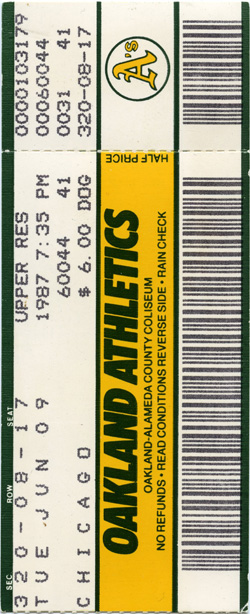 0000103179
00060044
0031 41
320-08-17
A's
HALF PRICE
UPPER RES
1987 7:35 PM
60044 41
$ 6.00 DOG
SEC ROW SEAT
320-08-17
TUE JUN 09
CHICAGO
OAKLAND ATHLETICS
OAKLAND-ALAMEDA COUNTY COLISEUM
NO REFUNDS • READ CONDITIONS REVERSE SIDE • RAIN CHECK